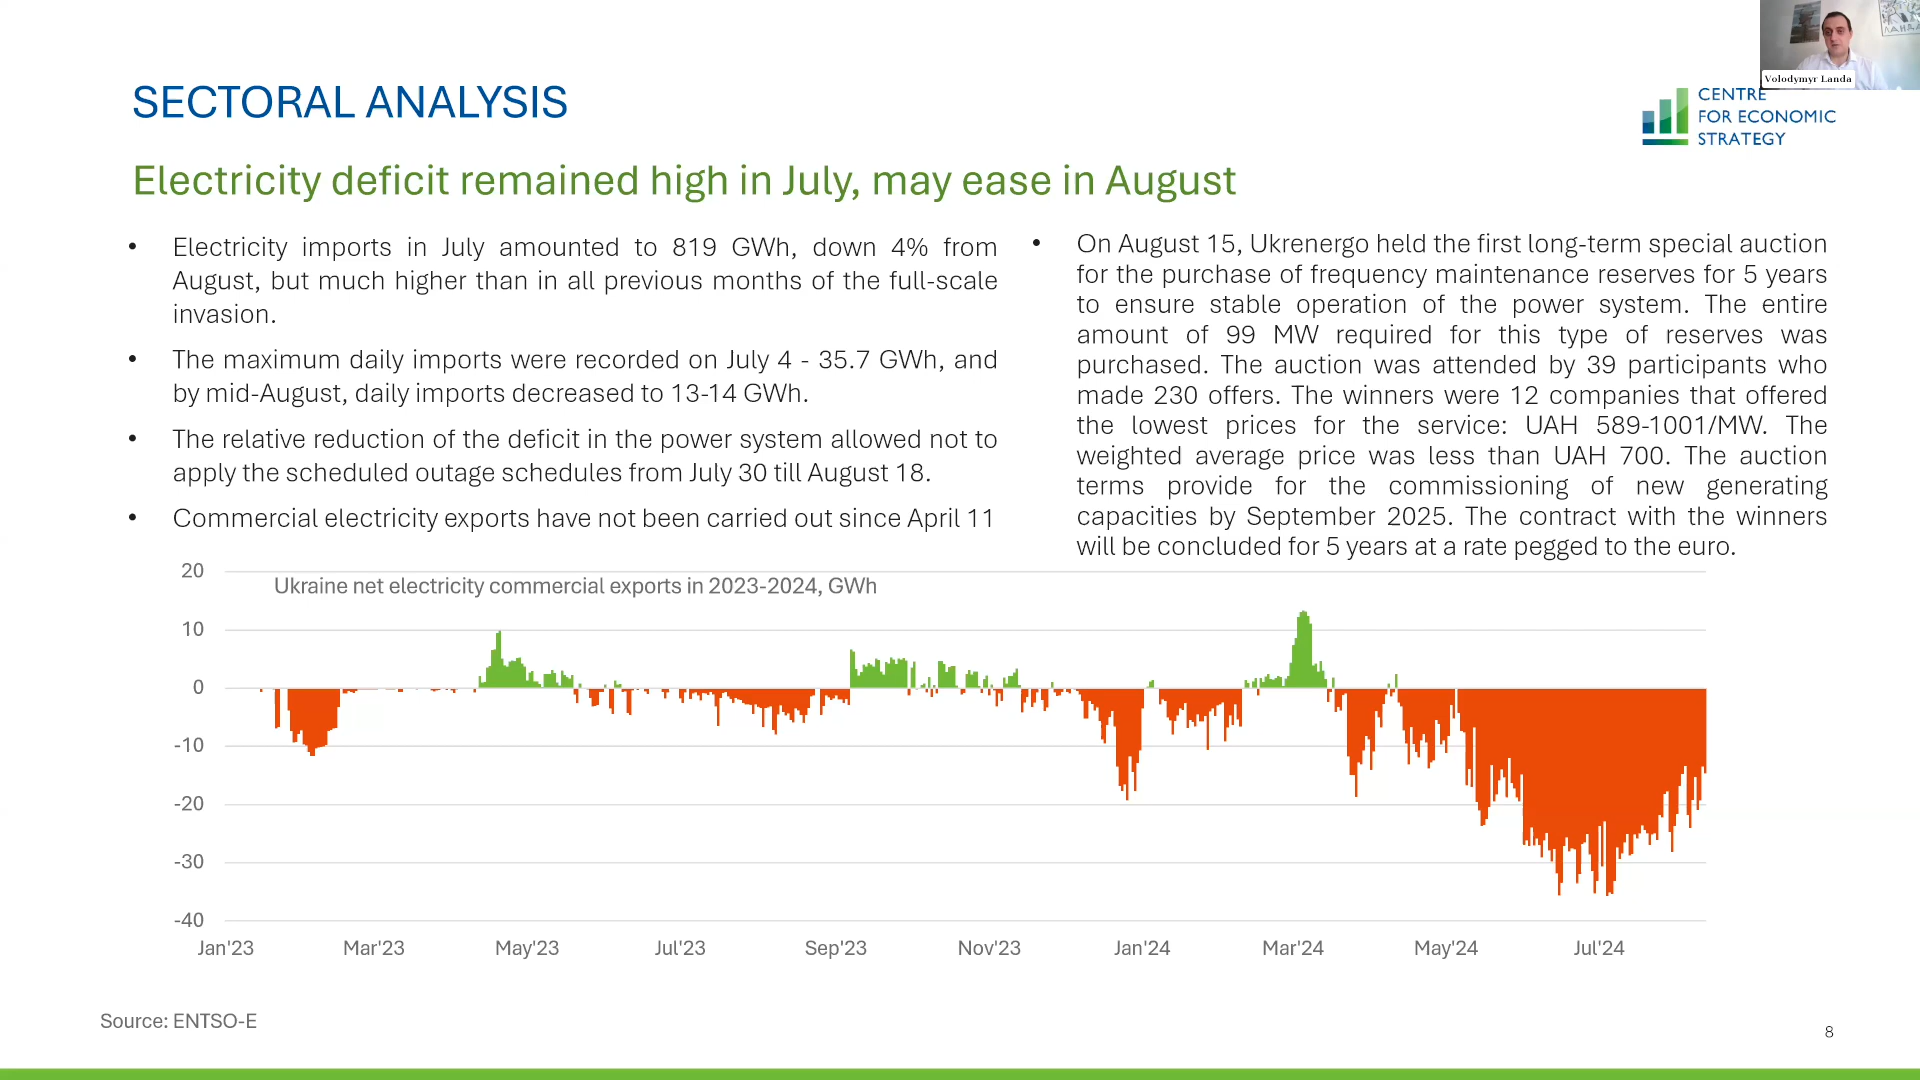 Volodymyr Landa
SECTORAL ANALYSIS
CENTRE
FOR ECONOMIC
STRATEGY
Electricity deficit remained high in July, may ease in August
• Electricity imports in July amounted to 819 GWh, down 4% from
August, but much higher than in all previous months of the full-scale
invasion.
• The maximum daily imports were recorded on July 4 - 35.7 GWh, and
by mid-August, daily imports decreased to 13-14 GWh.
• The relative reduction of the deficit in the power system allowed not to
apply the scheduled outage schedules from July 30 till August 18.
• Commercial electricity exports have not been carried out since April 11
• On August 15, Ukrenergo held the first long-term special auction
for the purchase of frequency maintenance reserves for 5 years
to ensure stable operation of the power system. The entire
amount of 99 MW required for this type of reserves was
purchased. The auction was attended by 39 participants who
made 230 offers. The winners were 12 companies that offered
the lowest prices for the service: UAH 589-1001/MW. The
weighted average price was less than UAH 700. The auction
terms provide for the commissioning of new generating
capacities by September 2025. The contract with the winners
will be concluded for 5 years at a rate pegged to the euro.
Ukraine net electricity commercial exports in 2023-2024, GWh
20
10
0
-10
-20
-30
-40
Jan'23 Mar'23 May'23 Jul'23 Sep'23 Nov'23 Jan'24 Mar'24 May'24 Jul'24
Source: ENTSO-E
8